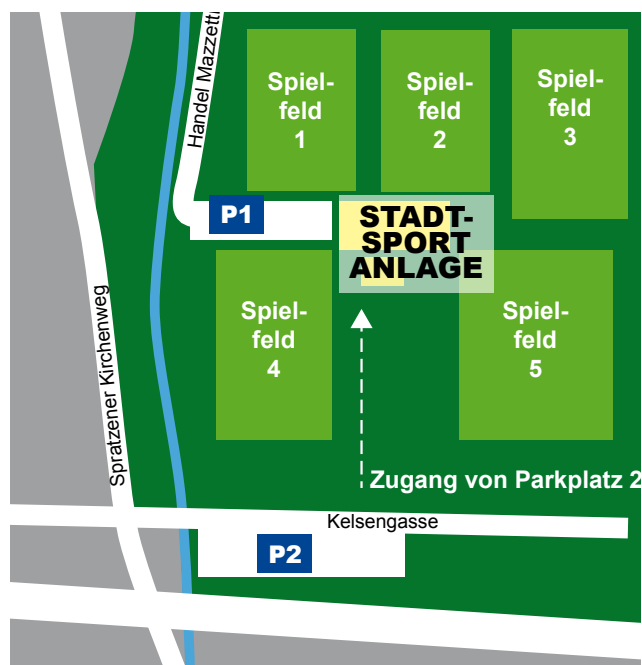 Handel Mazzetti
Spiel-
feld
1
Spiel-
feld
2
Spiel-
feld
3
P1
STADT-
SPORT
ANLAGE
Spratzener Kirchenweg
Spiel-
feld
4
Spiel-
feld
5
Zugang von Parkplatz 2
Kelsengasse
P2